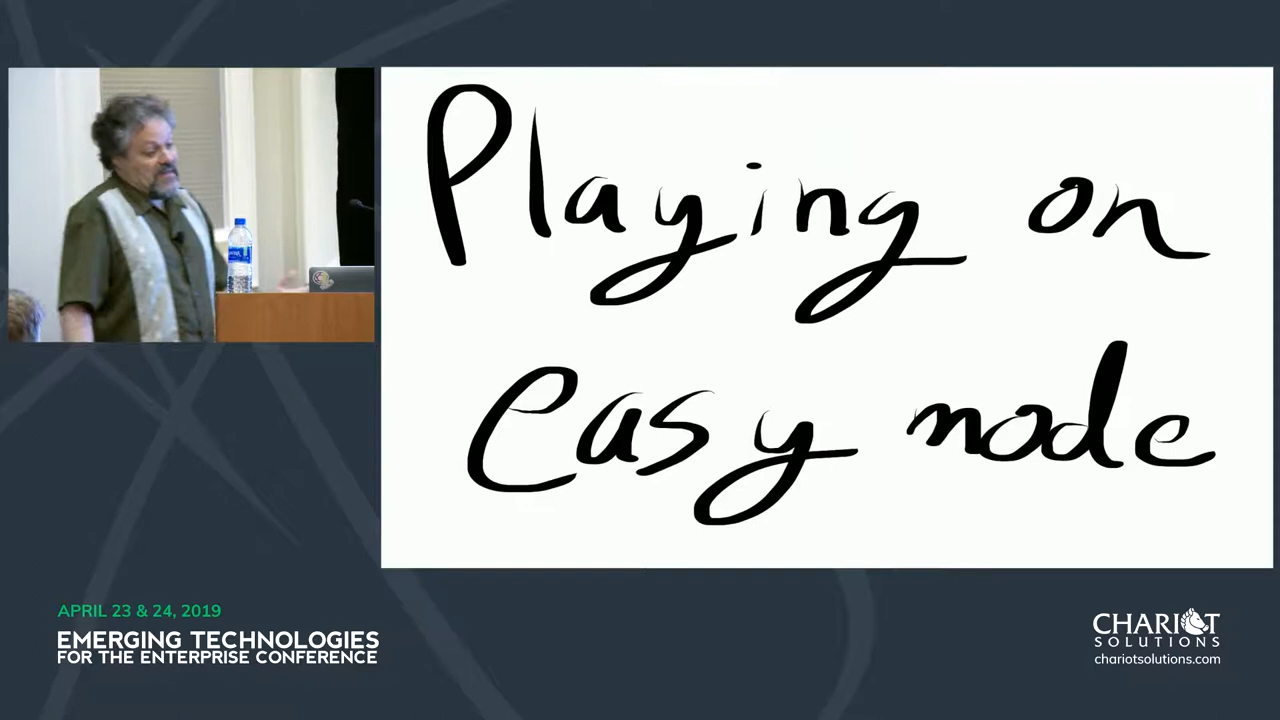 Playing on
easy mode
APRIL 23 & 24, 2019
EMERGING TECHNOLOGIES
FOR THE ENTERPRISE CONFERENCE
CHARIOT
SOLUTIONS
chariotsolutions.com